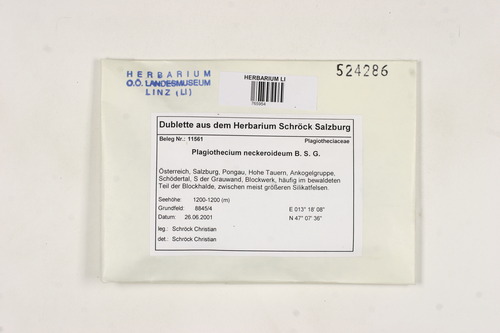 HERBARIUM
O.Ö. LANDESMUSEUM
LINZ (LI)
HERBARIUM LI
524286
Dublette aus dem Herbarium Schröck Salzburg
Beleg Nr.: 11561 Plagiotheciaceae
Plagiothecium neckeroideum B. S. G.
Österreich, Salzburg, Pongau, Hohe Tauern, Ankogelgruppe,
Schödertal, S der Grauwand, Blockwerk, häufig im bewaldeten
Teil der Blockhalde, zwischen meist größeren Silikatfelsen.
Seehöhe: 1200-1200 (m)
Grundfeld: 8845/4 E 013° 18' 08"
Datum: 26.06.2001 N 47° 07' 36"
leg.: Schröck Christian
det.: Schröck Christian